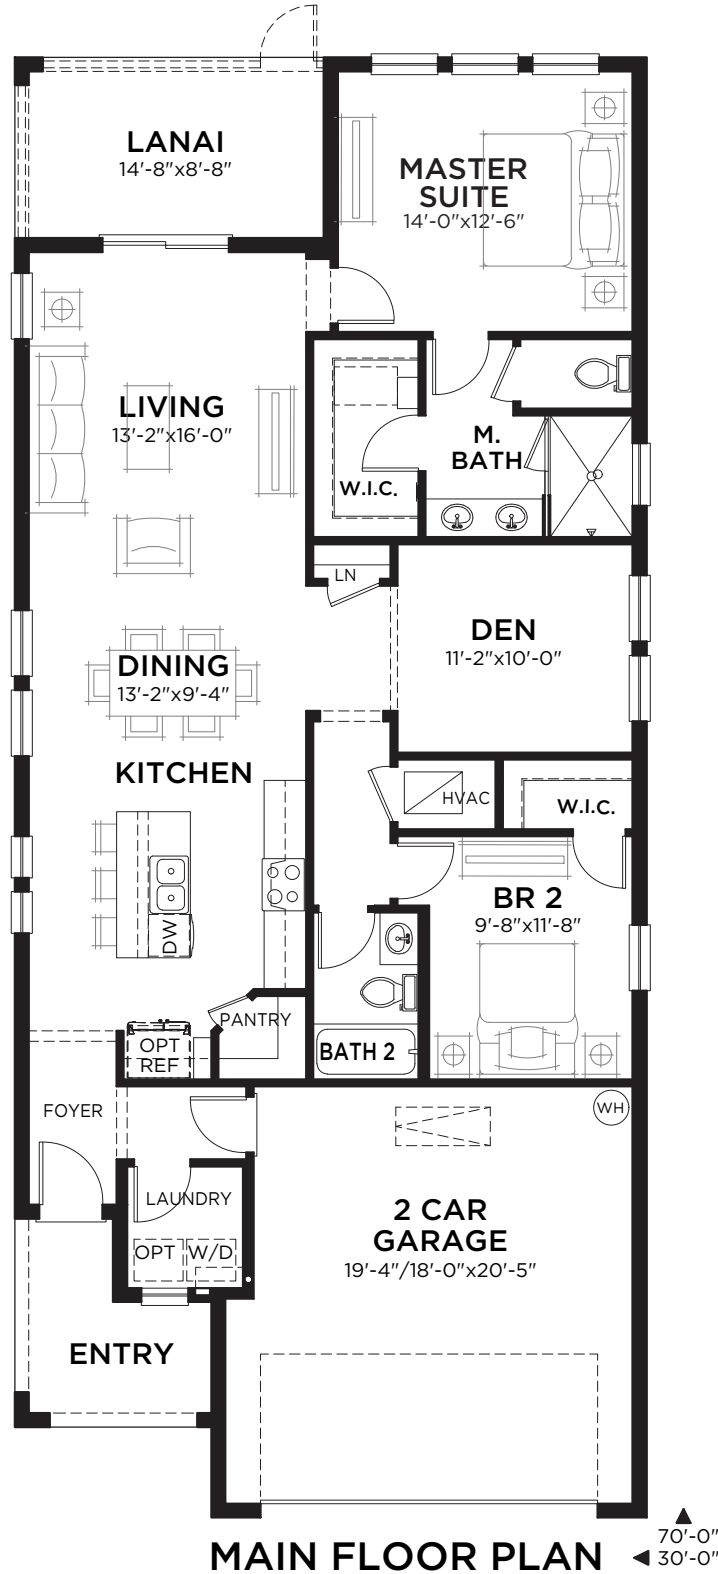 LANAI
14'-8"x8'-8"
MASTER
SUITE
14'-0"x12'-6"
LIVING
13'-2"x16'-0"
M.
BATH
W.I.C.
LN
DEN
11'-2"x10'-0"
DINING
13'-2"x9'-4"
KITCHEN
HVAC
W.I.C.
BR 2
9'-8"x11'-8"
DW
PANTRY
OPT
REF
BATH 2
FOYER
WH
LAUNDRY
OPT W/D
2 CAR
GARAGE
19'-4"/18'-0"x20'-5"
ENTRY
MAIN FLOOR PLAN
70'-0"
30'-0"